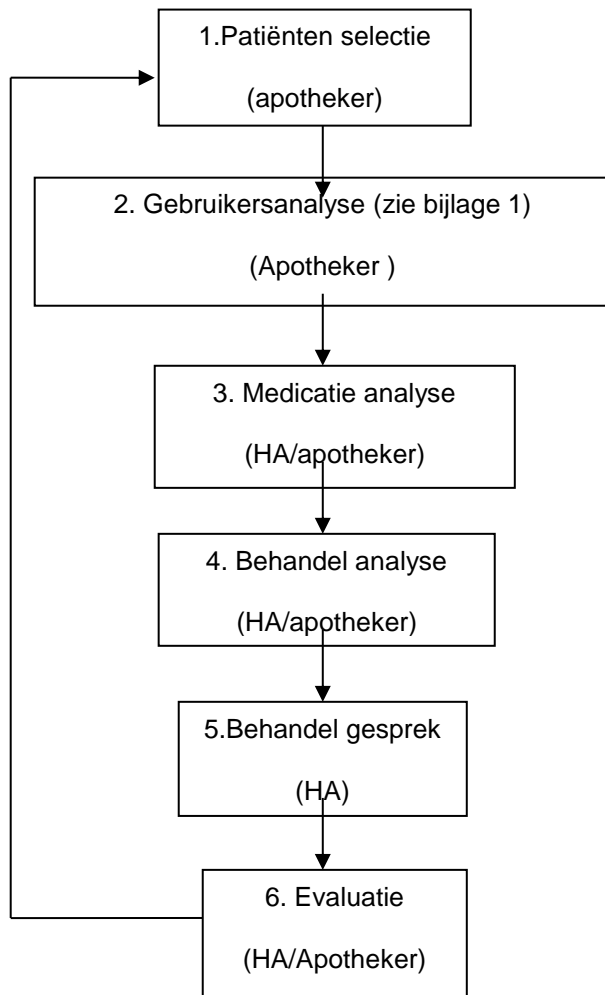 1.Patiënten selectie
(apotheker)
2. Gebruikersanalyse (zie bijlage 1)
(Apotheker )
3. Medicatie analyse
(HA/apotheker)
4. Behandel analyse
(HA/apotheker)
5.Behandel gesprek
(HA)
6. Evaluatie
(HA/Apotheker)